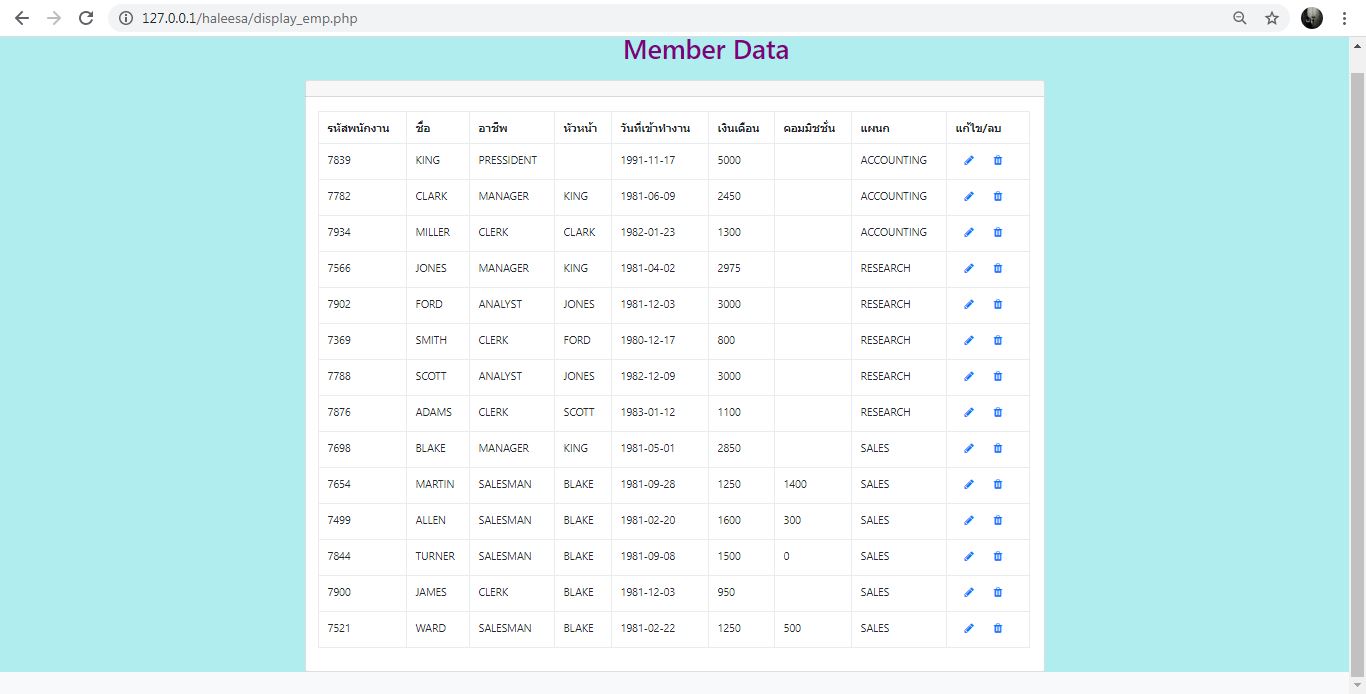 127.0.0.1/haleesa/display_emp.php
Member Data
รหัสพนักงาน ชื่อ อาชีพ หัวหน้า วันที่เข้าทำงาน เงินเดือน คอมมิชชั่น แผนก แก้ไข/ลบ
7839 KING PRESSIDENT 1991-11-17 5000 ACCOUNTING
7782 CLARK MANAGER KING 1981-06-09 2450 ACCOUNTING
7934 MILLER CLERK CLARK 1982-01-23 1300 ACCOUNTING
7566 JONES MANAGER KING 1981-04-02 2975 RESEARCH
7902 FORD ANALYST JONES 1981-12-03 3000 RESEARCH
7369 SMITH CLERK FORD 1980-12-17 800 RESEARCH
7788 SCOTT ANALYST JONES 1982-12-09 3000 RESEARCH
7876 ADAMS CLERK SCOTT 1983-01-12 1100 RESEARCH
7698 BLAKE MANAGER KING 1981-05-01 2850 SALES
7654 MARTIN SALESMAN BLAKE 1981-09-28 1250 1400 SALES
7499 ALLEN SALESMAN BLAKE 1981-02-20 1600 300 SALES
7844 TURNER SALESMAN BLAKE 1981-09-08 1500 0 SALES
7900 JAMES CLERK BLAKE 1981-12-03 950 SALES
7521 WARD SALESMAN BLAKE 1981-02-22 1250 500 SALES